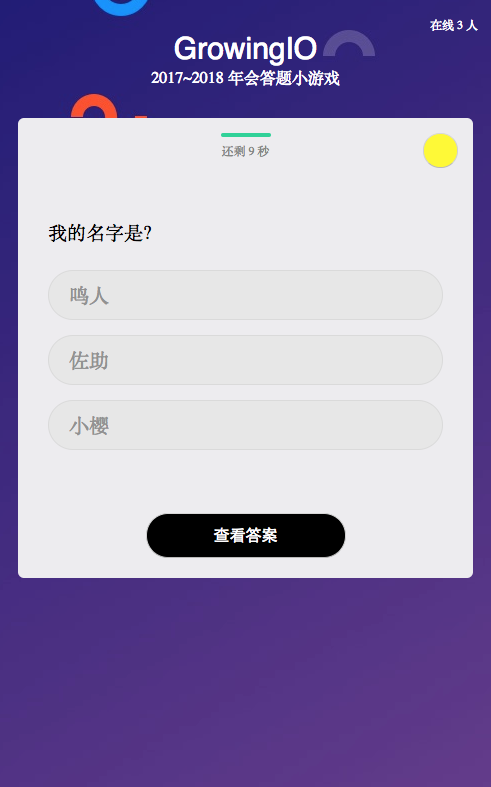 在线 3 人
GrowingIO
2017~2018 年会答题小游戏
还剩 9 秒
我的名字是?
鸣人
佐助
小樱
查看答案